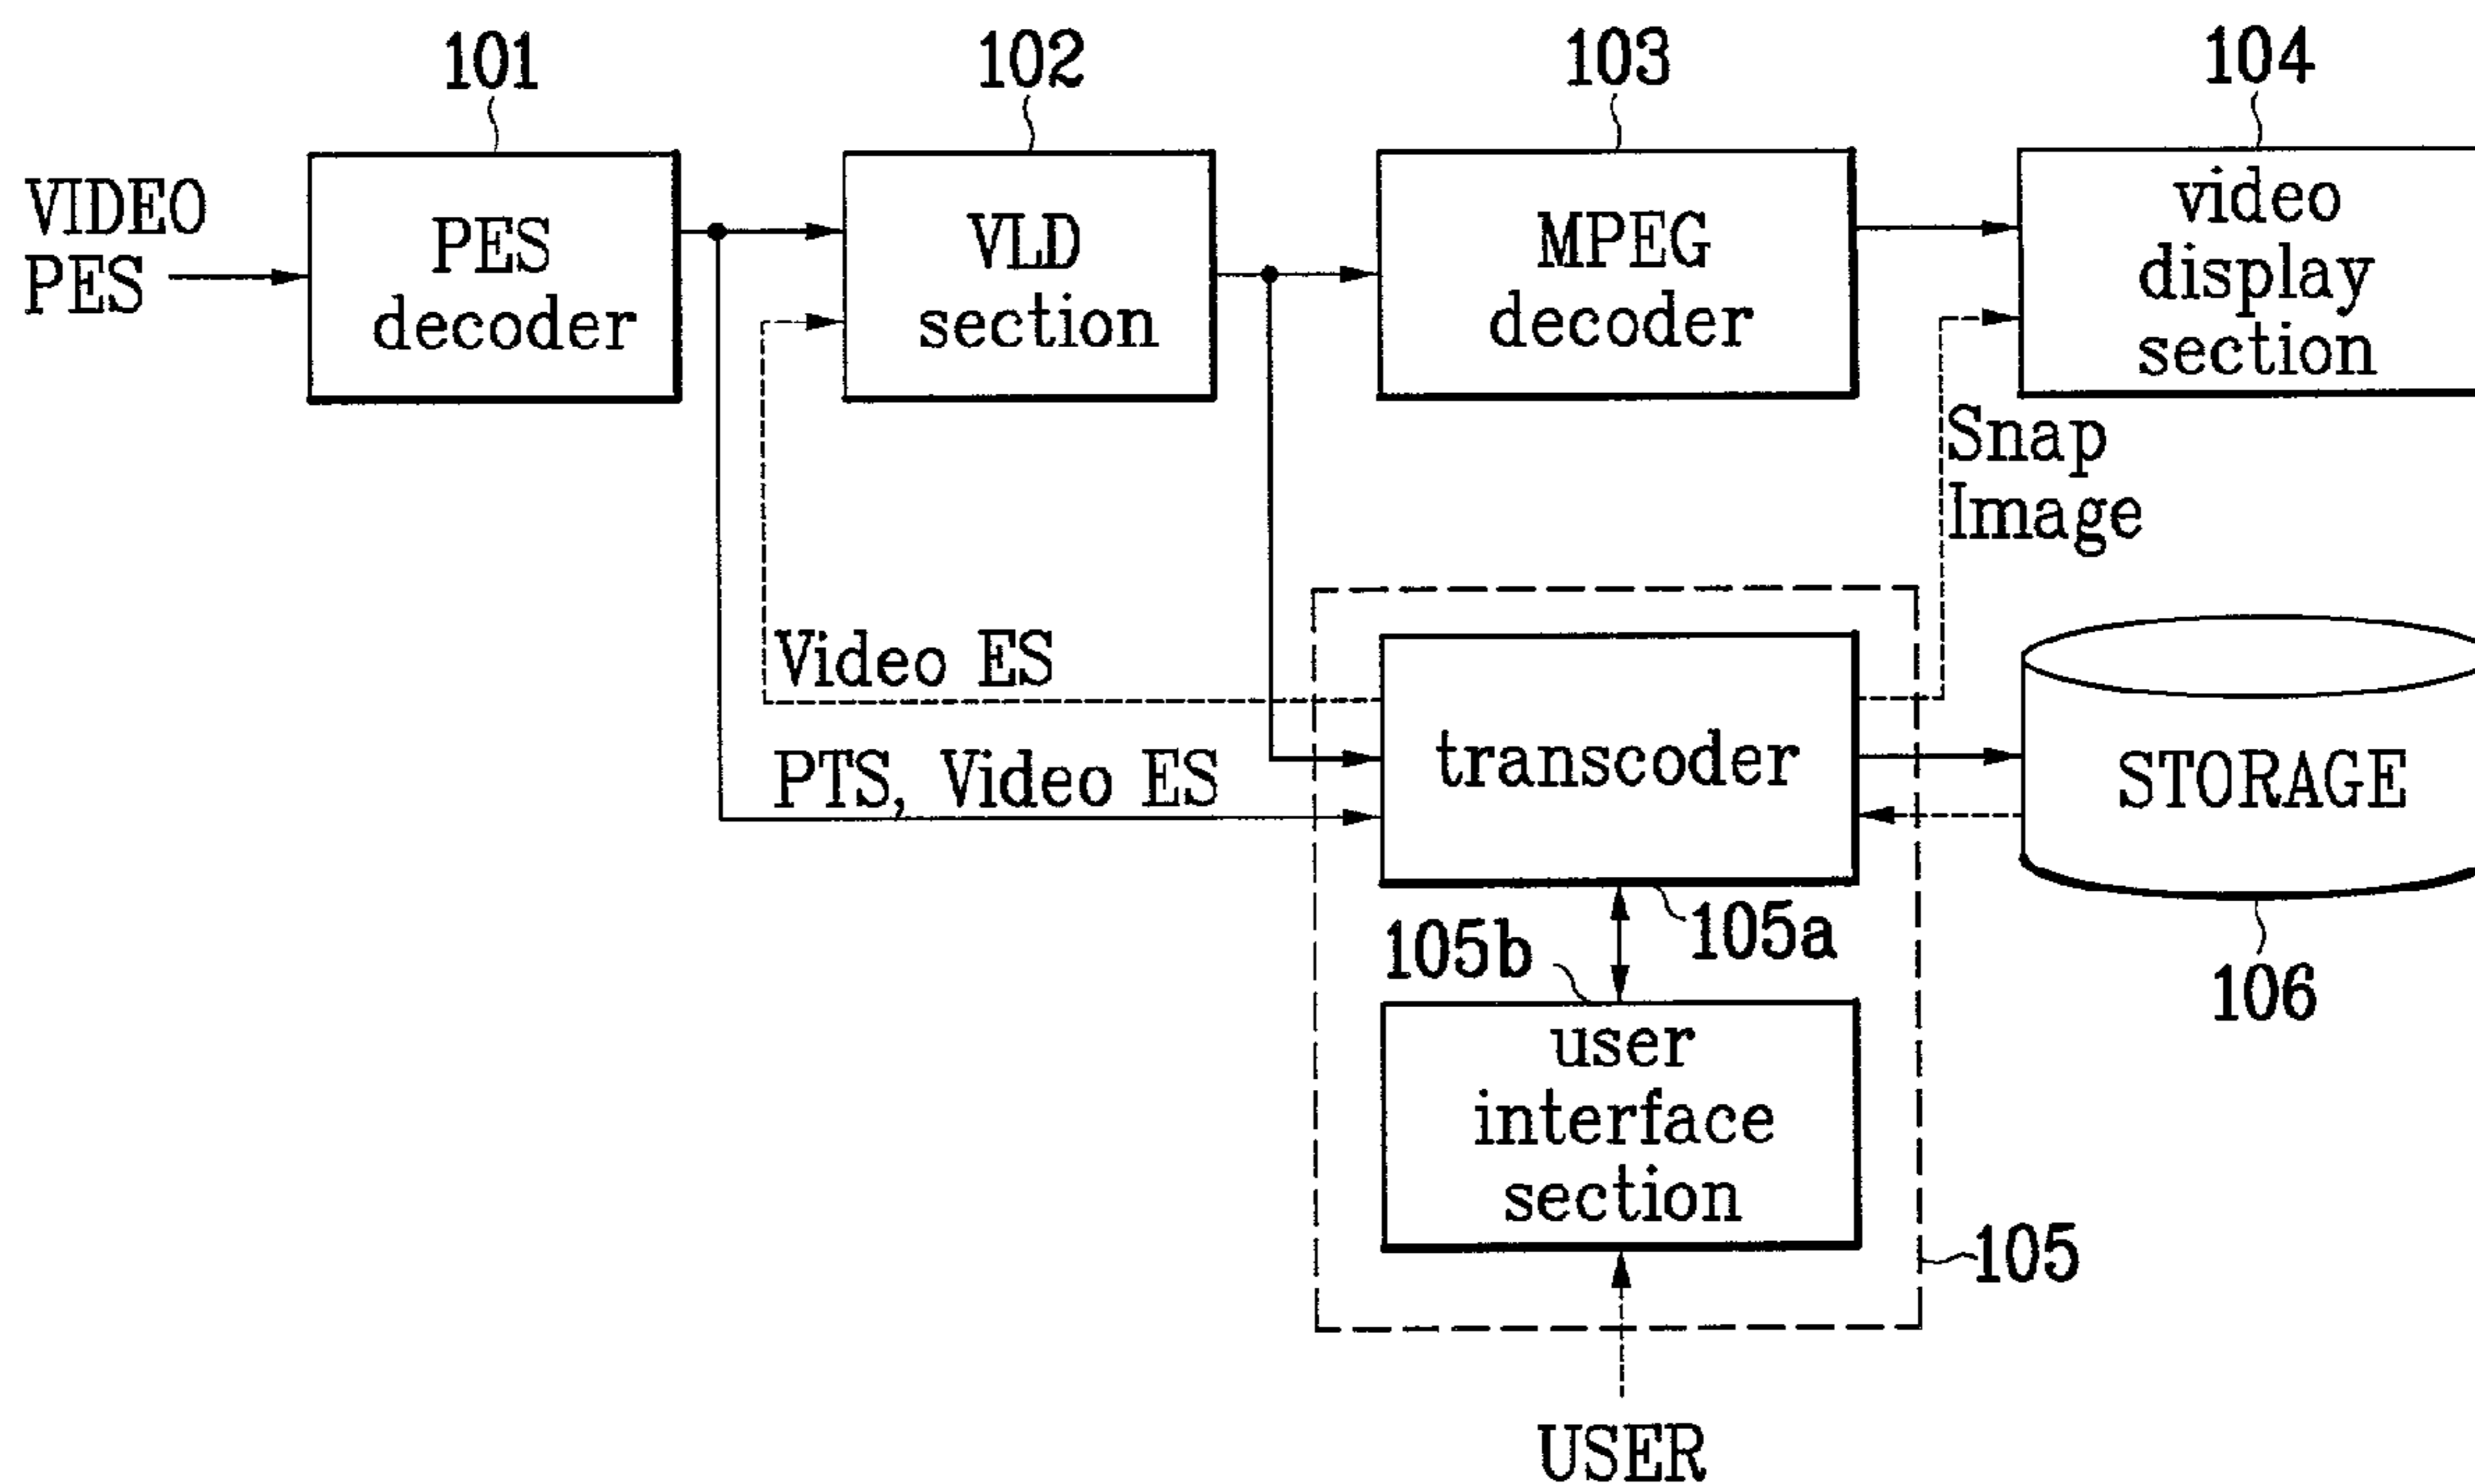 101
102
103
104
VIDEO
PES
PES
decoder
VLD
section
MPEG
decoder
video
display
section
Snap
Image
Video ES
PTS, Video ES
transcoder
STORAGE
105b
105a
106
user
interface
section
105
USER